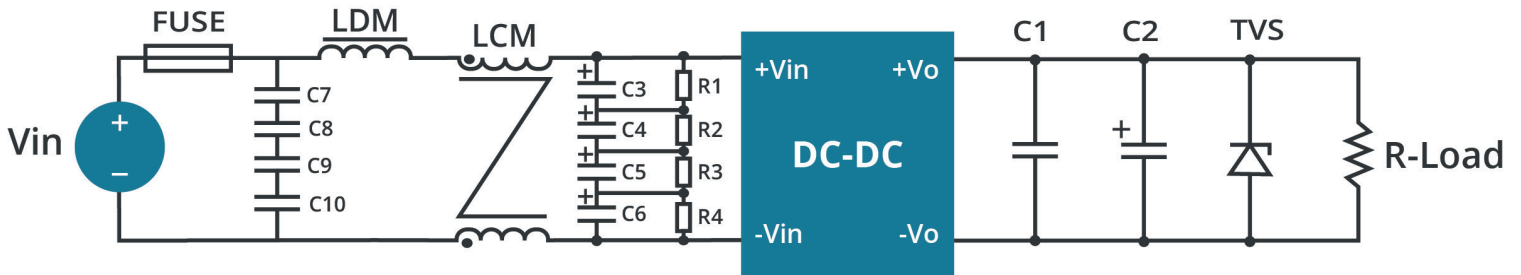 FUSE
LDM
LCM
C1
C2
TVS
Vin
+
−
C7
C8
C9
C10
+
C3
+
C4
+
C5
+
C6
R1
R2
R3
R4
+Vin
+Vo
DC-DC
-Vin
-Vo
+
R-Load